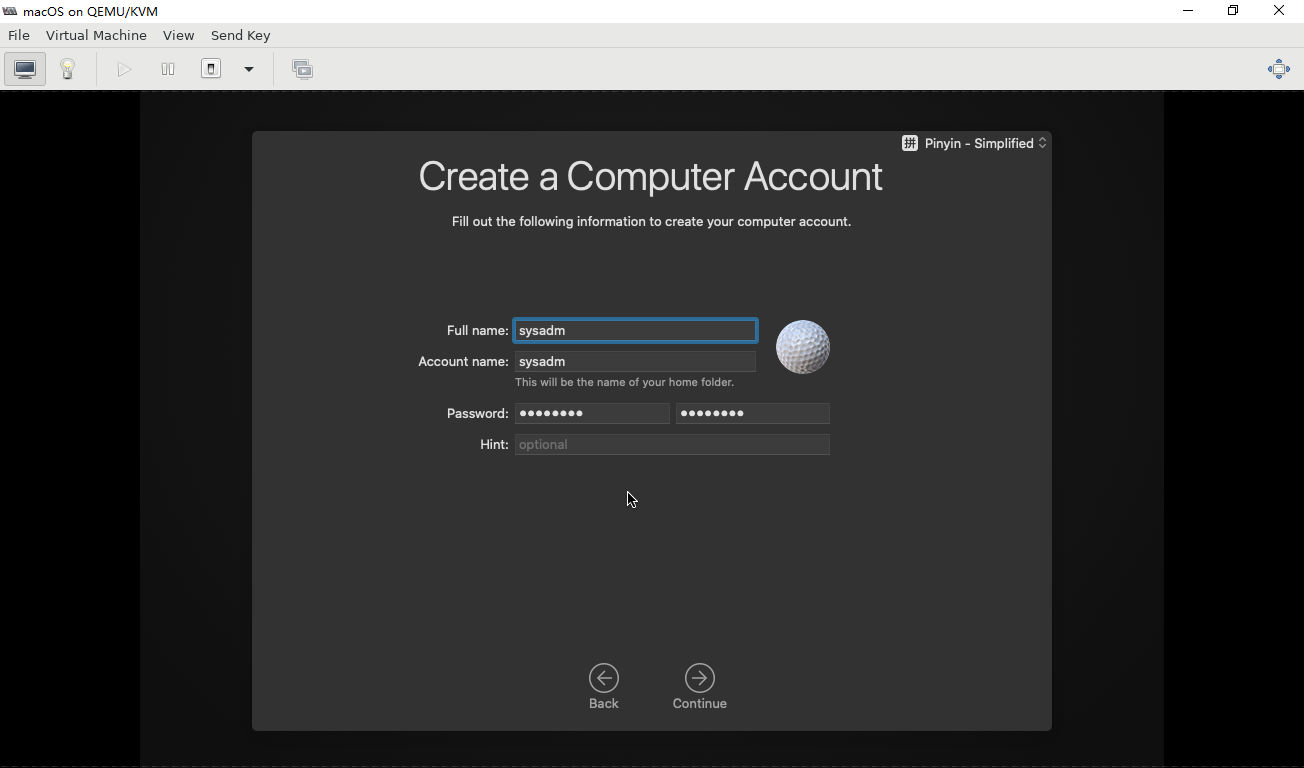 macOS on QEMU/KVM
File Virtual Machine View Send Key
拼 Pinyin - Simplified
Create a Computer Account
Fill out the following information to create your computer account.
Full name: sysadm
Account name: sysadm
This will be the name of your home folder.
Password: ●●●●●●●● ●●●●●●●●
Hint: optional
Back Continue